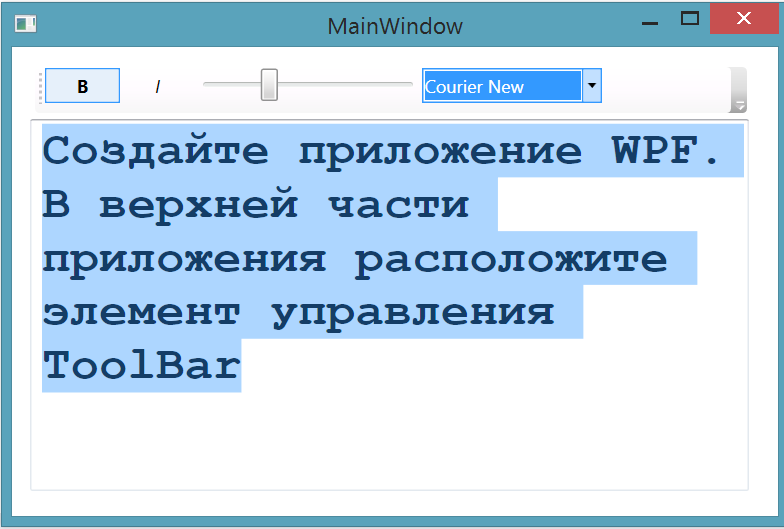 MainWindow
B I Courier New
Создайте приложение WPF.
В верхней части
приложения расположите
элемент управления
ToolBar